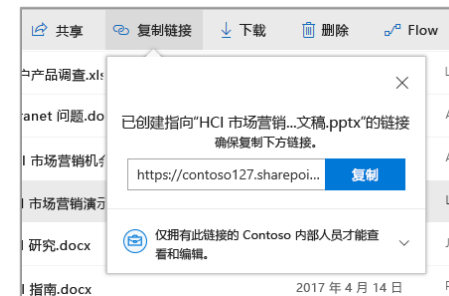 共享 复制链接 下载 删除 Flow
户产品调查.xls
anet 问题.do
已创建指向“HCI 市场营销...文稿.pptx”的链接
确保复制下方链接。
I 市场营销机会
https://contoso127.sharepoi... 复制
I 市场营销演示
仅拥有此链接的 Contoso 内部人员才能查
看和编辑。
I 研究.docx
I 指南.docx 2017 年 4 月 14 日